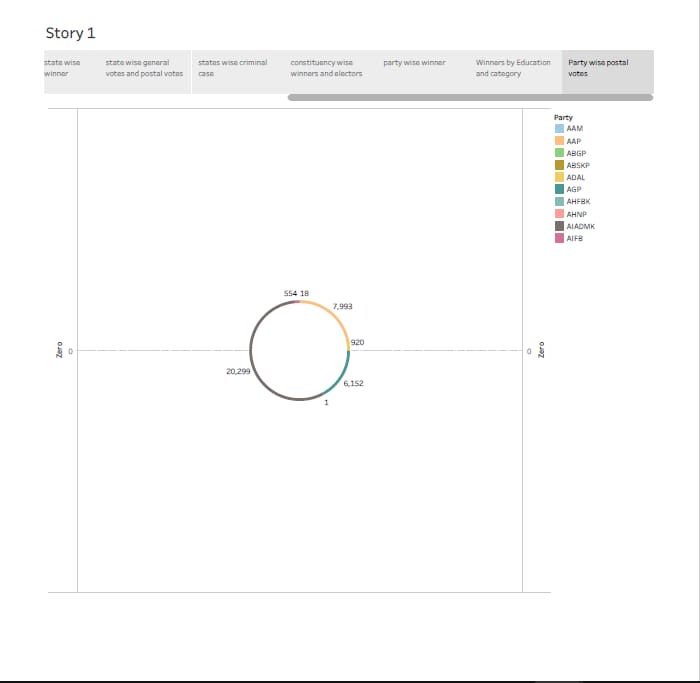 Story 1
state wise
winner
state wise general
votes and postal votes
states wise criminal
case
constituency wise
winners and electors
party wise winner
Winners by Education
and category
Party wise postal
votes
Party
AAM
AAP
ABGP
ABSKP
ADAL
AGP
AHFBK
AHNP
AIADMK
AIFB
554 18
7,993
920
Zero
0
0
Zero
20,299
6,152
1